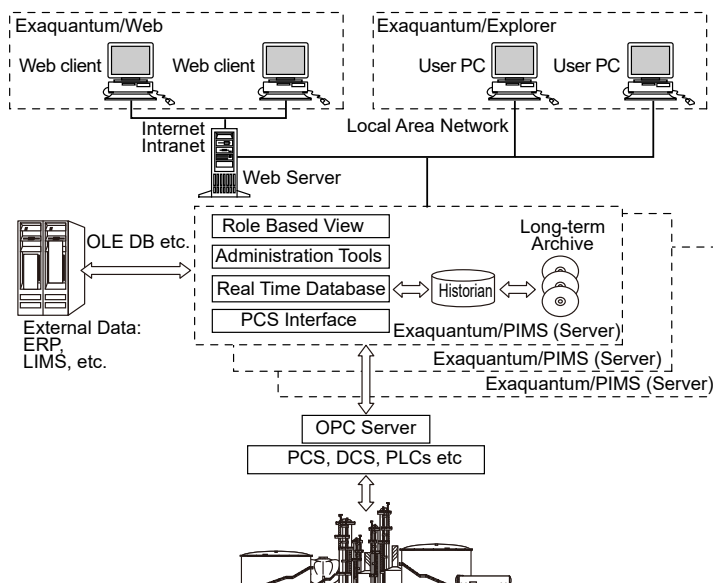 Exaquantum/Web
Exaquantum/Explorer
Web client
Web client
User PC
User PC
Internet
Intranet
Local Area Network
Web Server
Role Based View
Administration Tools
Real Time Database
PCS Interface
Historian
Long-term
Archive
OLE DB etc.
External Data:
ERP,
LIMS, etc.
Exaquantum/PIMS (Server)
Exaquantum/PIMS (Server)
Exaquantum/PIMS (Server)
OPC Server
PCS, DCS, PLCs etc